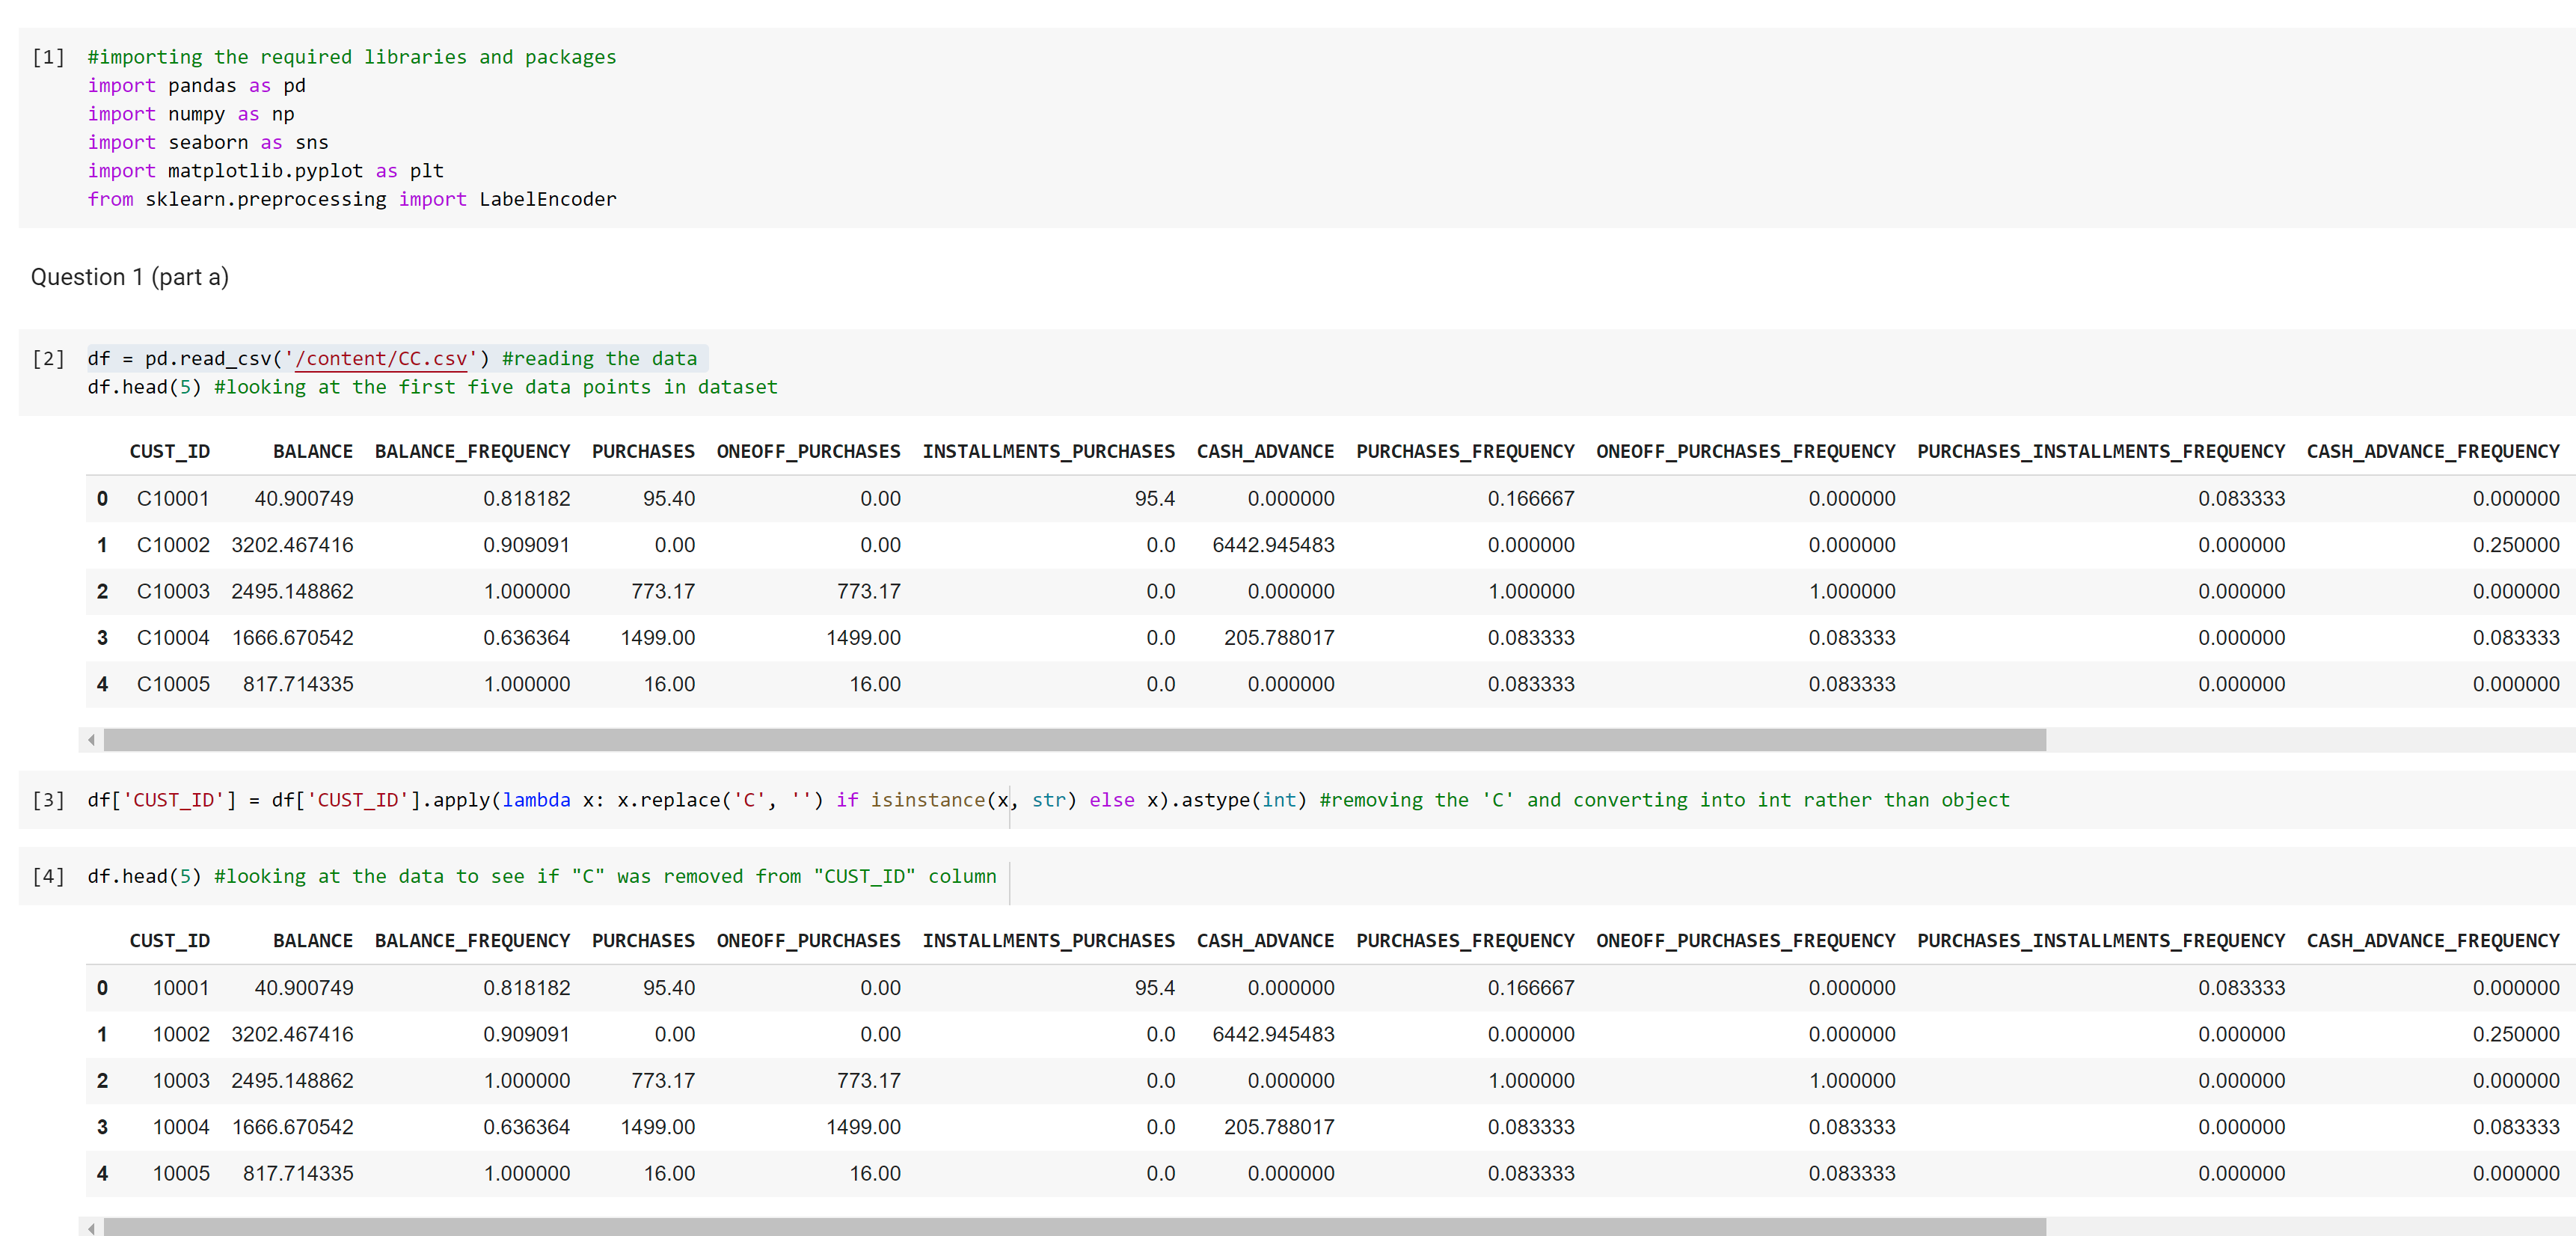 [1] #importing the required libraries and packages
import pandas as pd
import numpy as np
import seaborn as sns
import matplotlib.pyplot as plt
from sklearn.preprocessing import LabelEncoder
Question 1 (part a)
[2] df = pd.read_csv('/content/CC.csv') #reading the data
df.head(5) #looking at the first five data points in dataset
CUST_ID BALANCE BALANCE_FREQUENCY PURCHASES ONEOFF_PURCHASES INSTALLMENTS_PURCHASES CASH_ADVANCE PURCHASES_FREQUENCY ONEOFF_PURCHASES_FREQUENCY PURCHASES_INSTALLMENTS_FREQUENCY CASH_ADVANCE_FREQUENCY
0 C10001 40.900749 0.818182 95.40 0.00 95.4 0.000000 0.166667 0.000000 0.083333 0.000000
1 C10002 3202.467416 0.909091 0.00 0.00 0.0 6442.945483 0.000000 0.000000 0.000000 0.250000
2 C10003 2495.148862 1.000000 773.17 773.17 0.0 0.000000 1.000000 1.000000 0.000000 0.000000
3 C10004 1666.670542 0.636364 1499.00 1499.00 0.0 205.788017 0.083333 0.083333 0.000000 0.083333
4 C10005 817.714335 1.000000 16.00 16.00 0.0 0.000000 0.083333 0.083333 0.000000 0.000000
[3] df['CUST_ID'] = df['CUST_ID'].apply(lambda x: x.replace('C', '') if isinstance(x, str) else x).astype(int) #removing the 'C' and converting into int rather than object
[4] df.head(5) #looking at the data to see if "C" was removed from "CUST_ID" column
CUST_ID BALANCE BALANCE_FREQUENCY PURCHASES ONEOFF_PURCHASES INSTALLMENTS_PURCHASES CASH_ADVANCE PURCHASES_FREQUENCY ONEOFF_PURCHASES_FREQUENCY PURCHASES_INSTALLMENTS_FREQUENCY CASH_ADVANCE_FREQUENCY
0 10001 40.900749 0.818182 95.40 0.00 95.4 0.000000 0.166667 0.000000 0.083333 0.000000
1 10002 3202.467416 0.909091 0.00 0.00 0.0 6442.945483 0.000000 0.000000 0.000000 0.250000
2 10003 2495.148862 1.000000 773.17 773.17 0.0 0.000000 1.000000 1.000000 0.000000 0.000000
3 10004 1666.670542 0.636364 1499.00 1499.00 0.0 205.788017 0.083333 0.083333 0.000000 0.083333
4 10005 817.714335 1.000000 16.00 16.00 0.0 0.000000 0.083333 0.083333 0.000000 0.000000